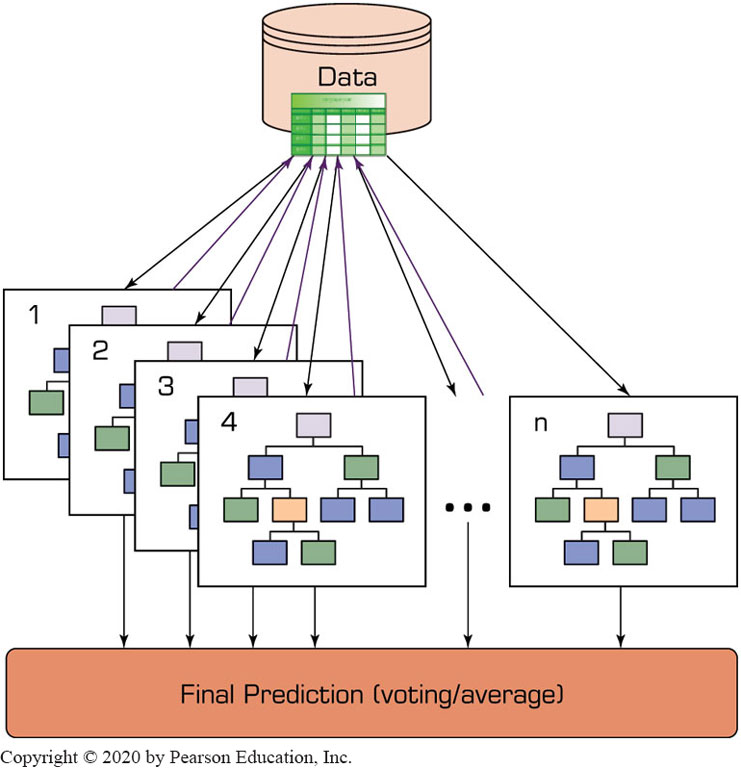 Data
1
2
3
4
n
...
Final Prediction (voting/average)
Copyright © 2020 by Pearson Education, Inc.